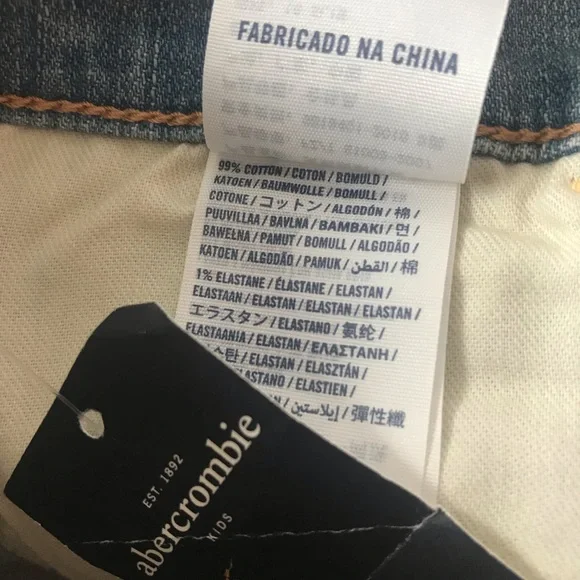 FABRICADO NA CHINA
99% COTTON / COTON / BOMULD /
KATOEN / BAUMWOLLE / BOMULL /
COTONE / コットン / ALGODÓN / 棉 /
PUUVILLAA / BAVLNA / BAMBAKI / 면 /
BAWEŁNA / PAMUT / BOMULL / ALGODÃO /
KATOEN / ALGODÃO / PAMUK / القطن / 棉
1% ELASTANE / ÉLASTANE / ELASTAN /
ELASTAAN / ELASTAN / ELASTAN / ELASTAN /
エラスタン / ELASTANO / 氨纶 /
ELASTAANIA / ELASTAN / ΕΛΑΣΤΑΝΗ /
/ ELASTAN / ELASZTÁN /
ELASTANO / ELASTIEN /
/ إيلاستين / 彈性纖
EST. 1892
abercrombie
KIDS